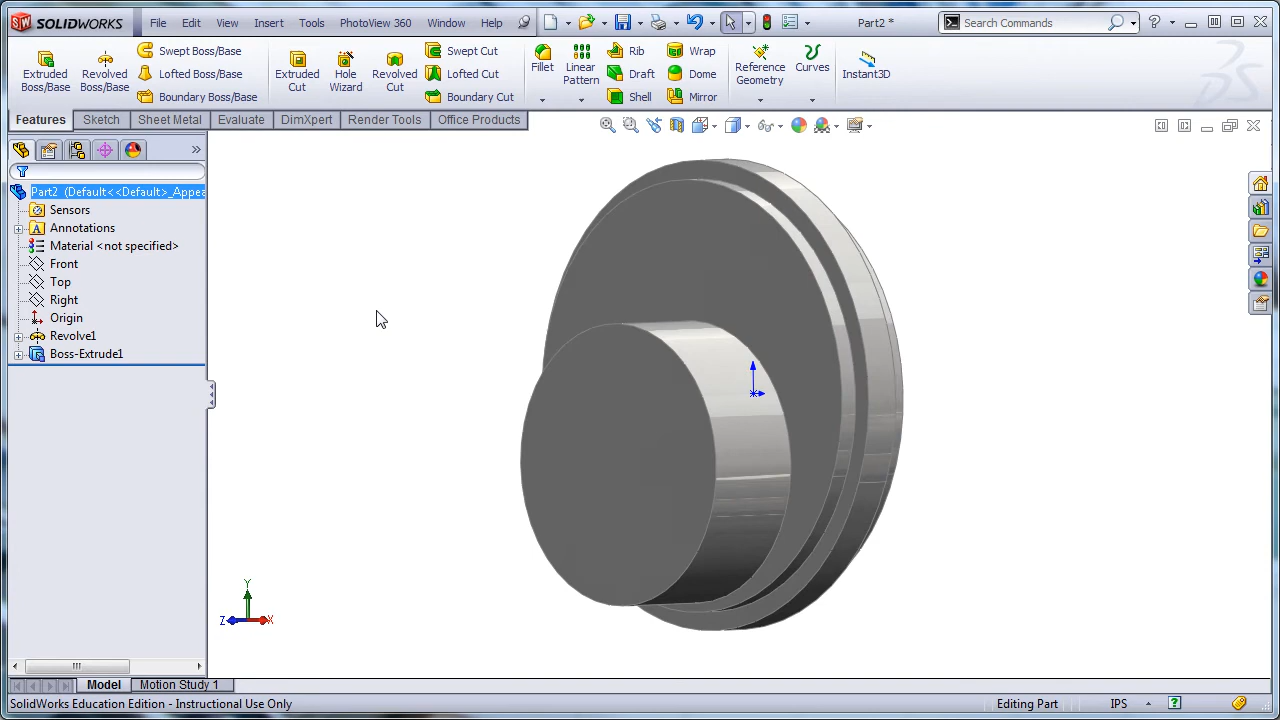 SOLIDWORKS File Edit View Insert Tools PhotoView 360 Window Help Part2 * Search Commands
Extruded Boss/Base
Revolved Boss/Base
Swept Boss/Base
Lofted Boss/Base
Boundary Boss/Base
Extruded Cut
Hole Wizard
Revolved Cut
Swept Cut
Lofted Cut
Boundary Cut
Fillet
Linear Pattern
Rib
Draft
Shell
Wrap
Dome
Mirror
Reference Geometry
Curves
Instant3D
Features Sketch Sheet Metal Evaluate DimXpert Render Tools Office Products
Part2 (Default<<Default>_Appea
Sensors
Annotations
Material <not specified>
Front
Top
Right
Origin
Revolve1
Boss-Extrude1
Y
Z X
Model Motion Study 1
SolidWorks Education Edition - Instructional Use Only Editing Part IPS